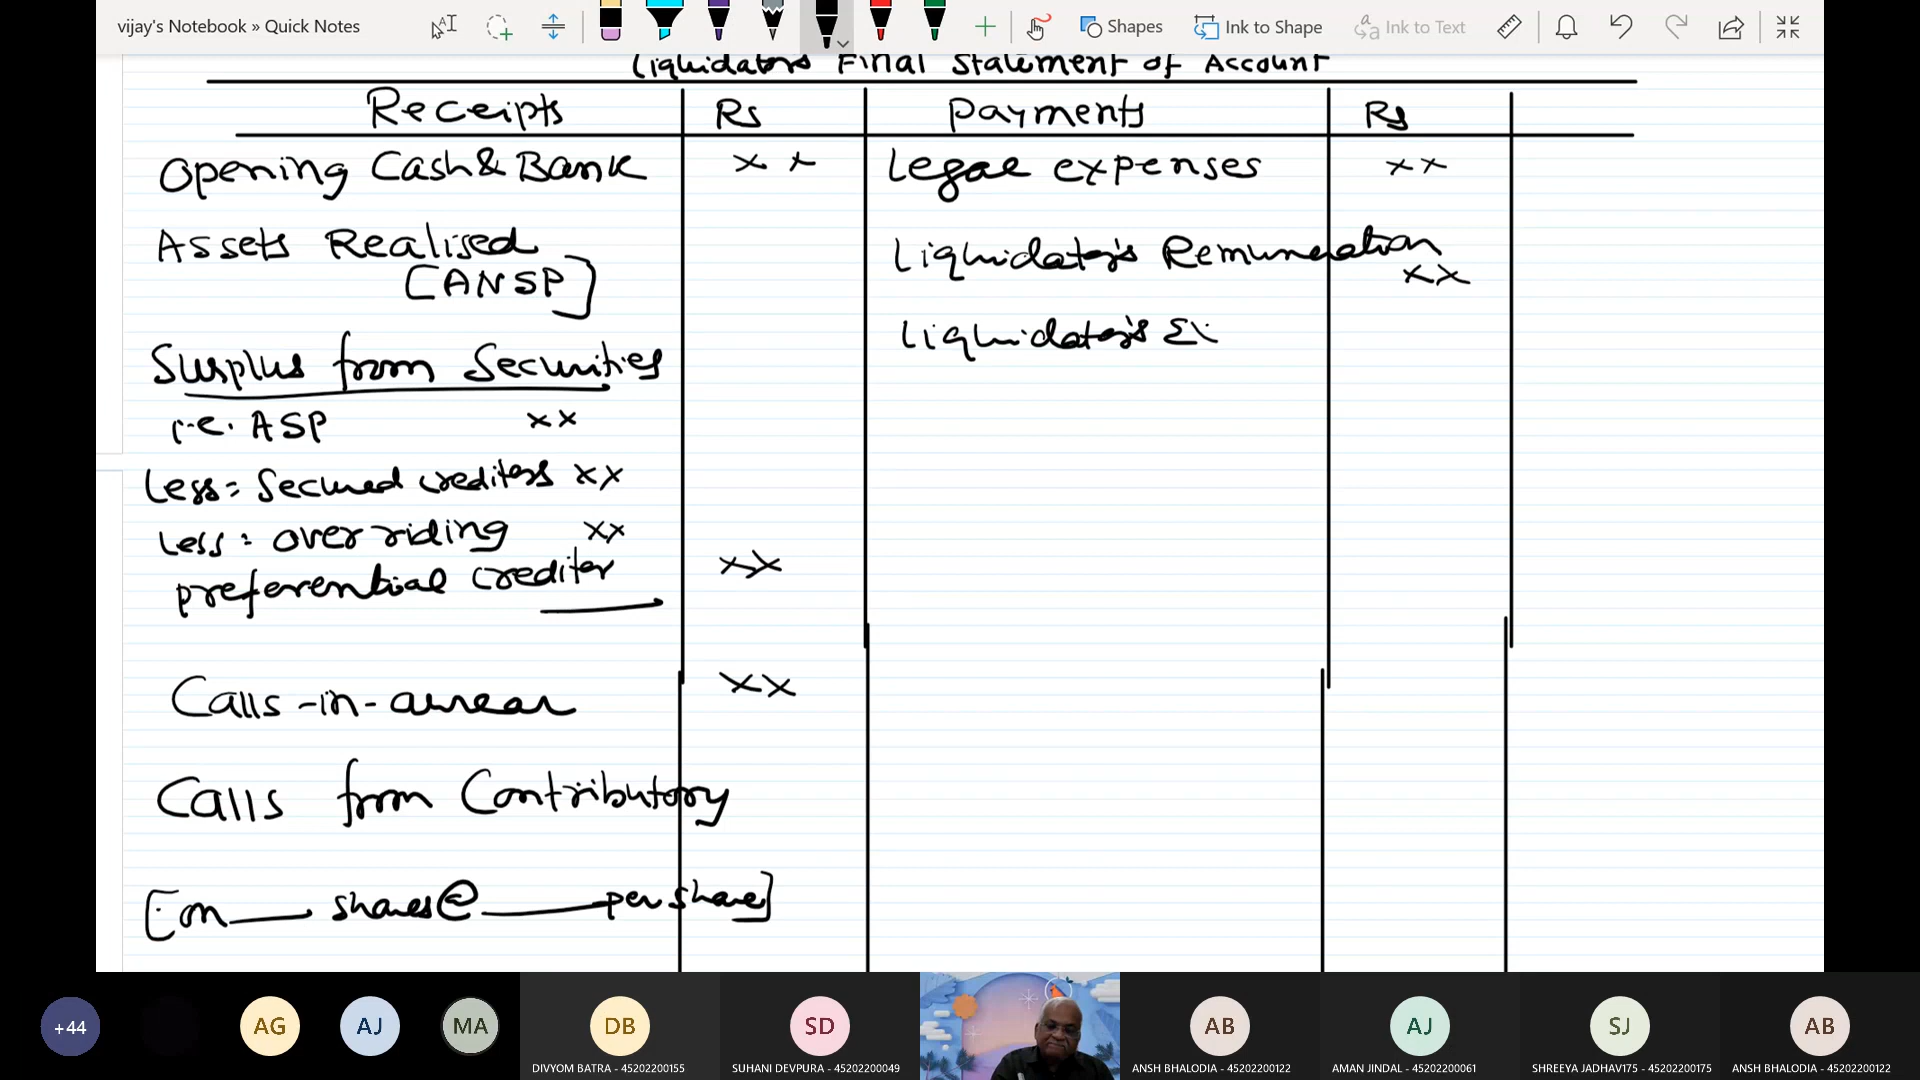 vijay's Notebook » Quick Notes
Shapes
Ink to Shape
Ink to Text
Liquidators Final Statement of Account
Receipts Rs Payments Rs
Opening Cash & Bank xx Legal expenses xx
Assets Realised
[ANSP]
Liquidator's Remuneration
xx
Liquidator's
Surplus from Securities
i.e. ASP xx
Less: Secured creditors xx
Less: overriding xx
preferential creditor xx
Calls-in-arrear xx
Calls from Contributory
[on ___ shares @ ___ per share]
+44
AG
AJ
MA
DB
DIVYOM BATRA - 45202200155
SD
SUHANI DEVPURA - 45202200049
AB
ANSH BHALODIA - 45202200122
AJ
AMAN JINDAL - 45202200061
SJ
SHREEYA JADHAV175 - 45202200175
AB
ANSH BHALODIA - 45202200122